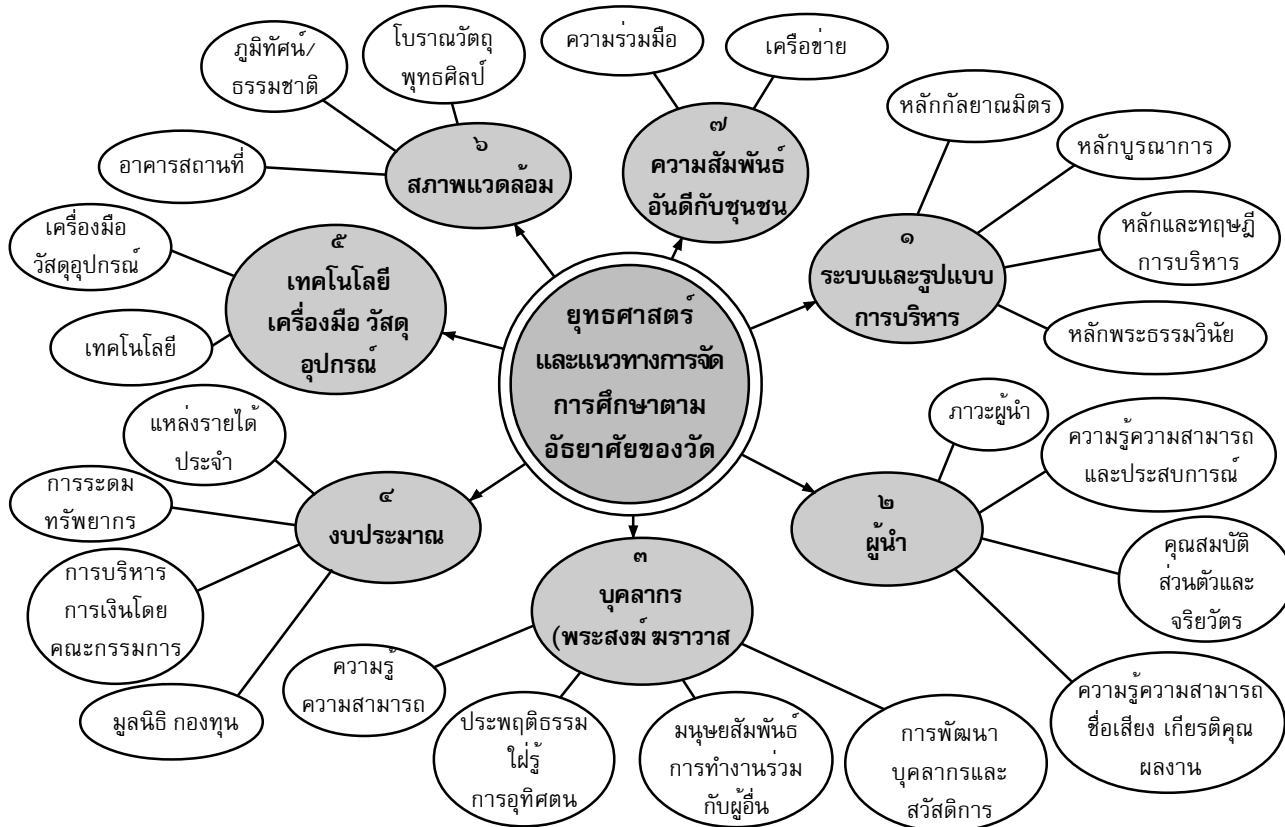 ยุทธศาสตร์
และแนวทางการจัด
การศึกษาตาม
อัธยาศัยของวัด
๑
ระบบและรูปแบบ
การบริหาร
หลักกัลยาณมิตร
หลักบูรณาการ
หลักและทฤษฎี
การบริหาร
หลักพระธรรมวินัย
๒
ผู้นำ
ภาวะผู้นำ
ความรู้ความสามารถ
และประสบการณ์
คุณสมบัติ
ส่วนตัวและ
จริยวัตร
ความรู้ความสามารถ
ชื่อเสียง เกียรติคุณ
ผลงาน
๓
บุคลากร
(พระสงฆ์ ฆราวาส
ความรู้
ความสามารถ
ประพฤติธรรม
ใฝ่รู้
การอุทิศตน
มนุษยสัมพันธ์
การทำงานร่วม
กับผู้อื่น
การพัฒนา
บุคลากรและ
สวัสดิการ
๔
งบประมาณ
แหล่งรายได้
ประจำ
การระดม
ทรัพยากร
การบริหาร
การเงินโดย
คณะกรรมการ
มูลนิธิ กองทุน
๕
เทคโนโลยี
เครื่องมือ วัสดุ
อุปกรณ์
เครื่องมือ
วัสดุอุปกรณ์
เทคโนโลยี
๖
สภาพแวดล้อม
ภูมิทัศน์/
ธรรมชาติ
โบราณวัตถุ
พุทธศิลป์
อาคารสถานที่
๗
ความสัมพันธ์
อันดีกับชุนชน
ความร่วมมือ
เครือข่าย